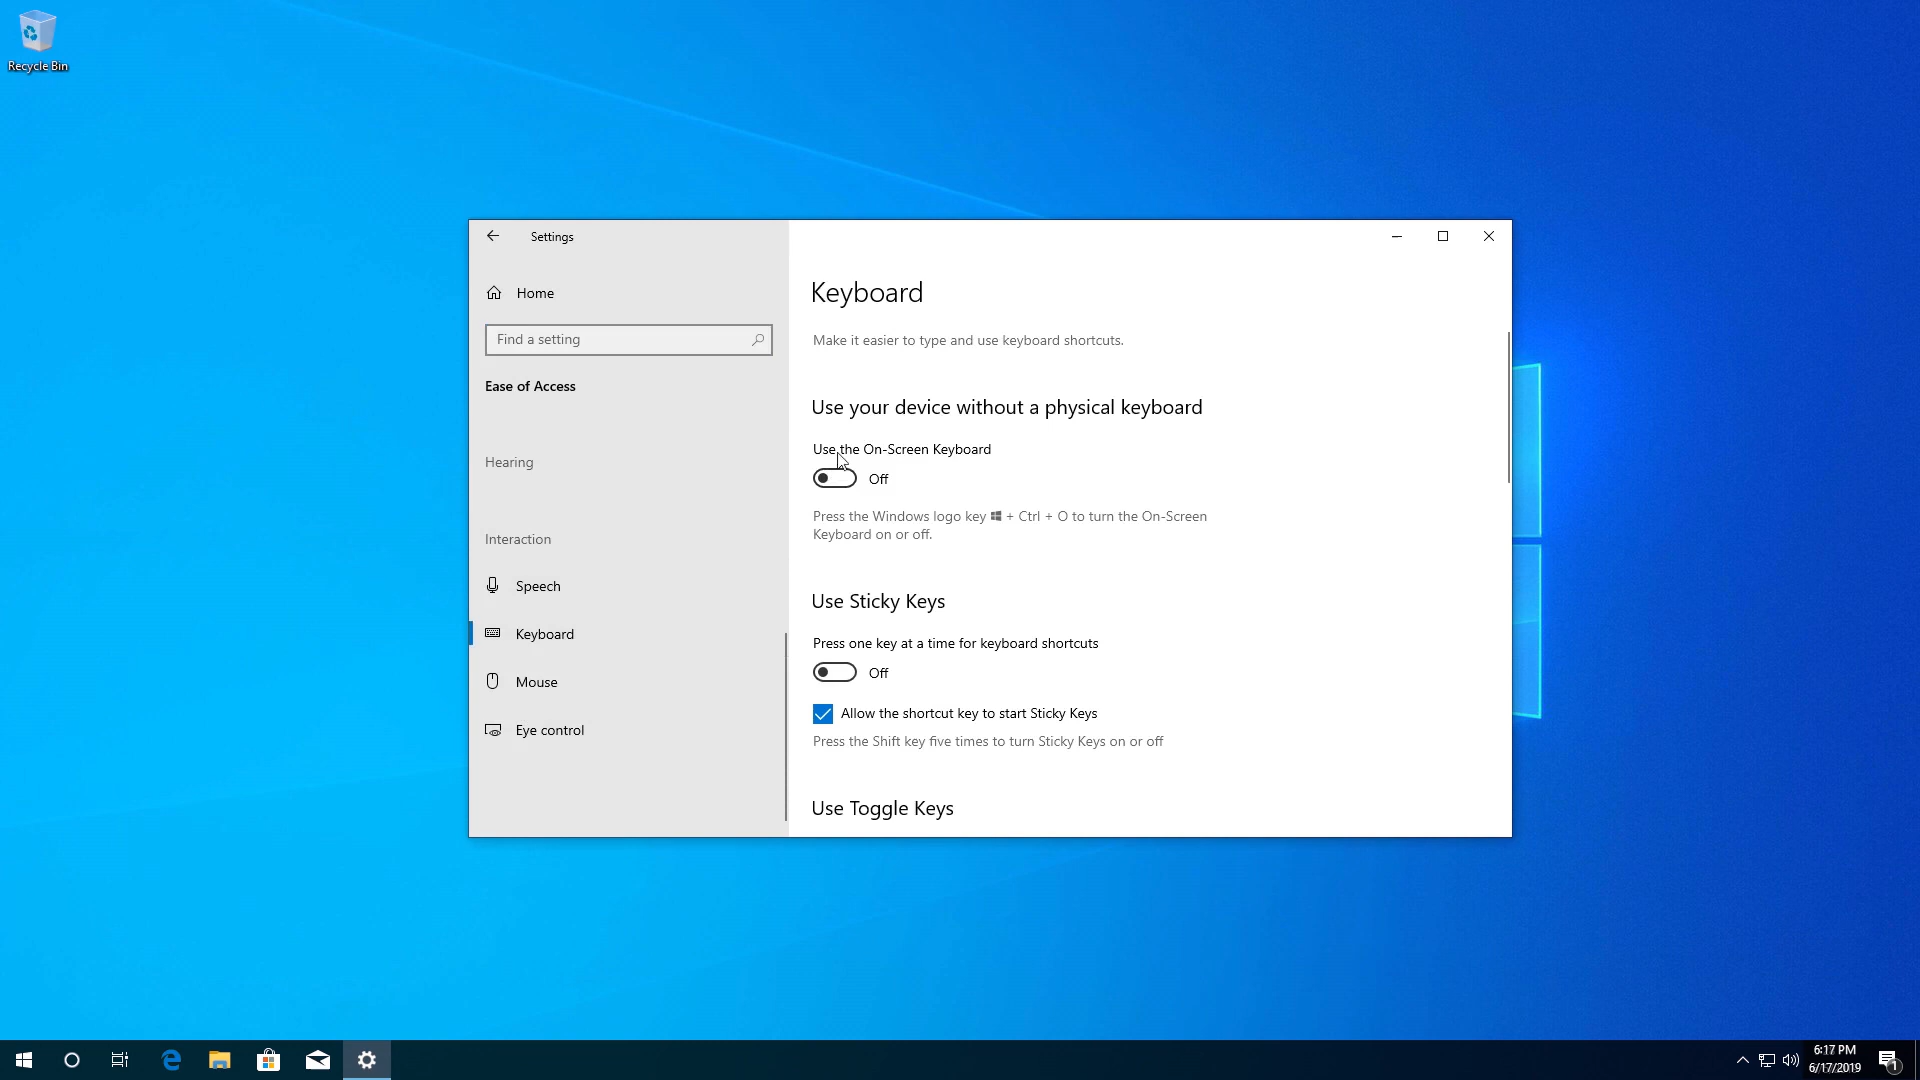 Recycle Bin
Settings
Home
Find a setting
Ease of Access
Hearing
Interaction
Speech
Keyboard
Mouse
Eye control
Keyboard
Make it easier to type and use keyboard shortcuts.
Use your device without a physical keyboard
Use the On-Screen Keyboard
Off
Press the Windows logo key + Ctrl + O to turn the On-Screen
Keyboard on or off.
Use Sticky Keys
Press one key at a time for keyboard shortcuts
Off
Allow the shortcut key to start Sticky Keys
Press the Shift key five times to turn Sticky Keys on or off
Use Toggle Keys
6:17 PM
6/17/2019
1